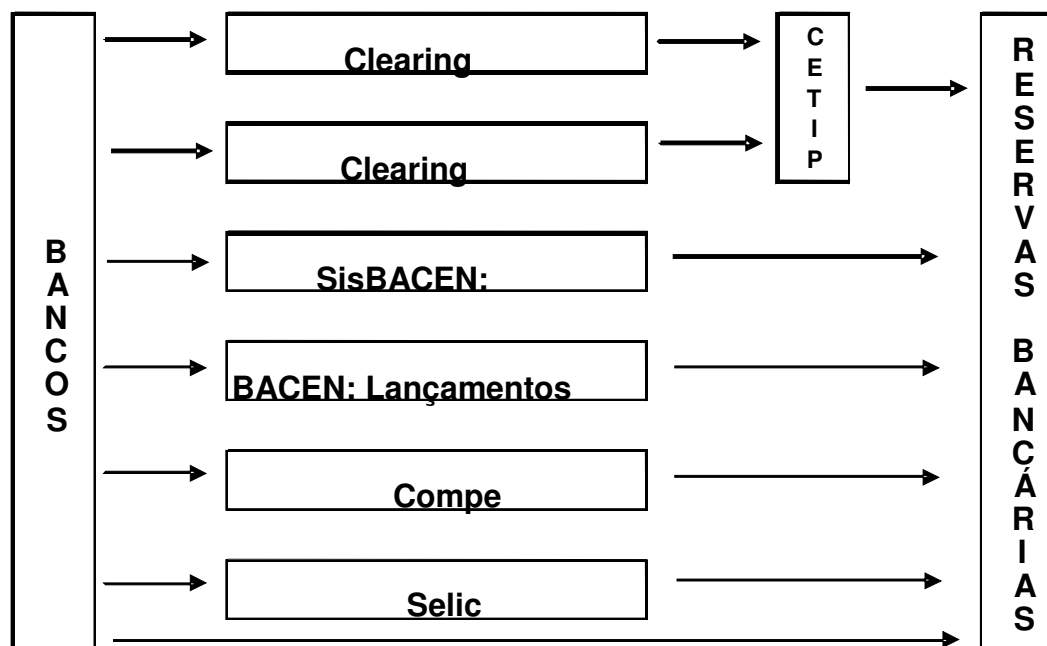 BANCOS
Clearing
Clearing
SisBACEN:
BACEN: Lançamentos
Compe
Selic
CETIP
RESERVAS BANCÁRIAS